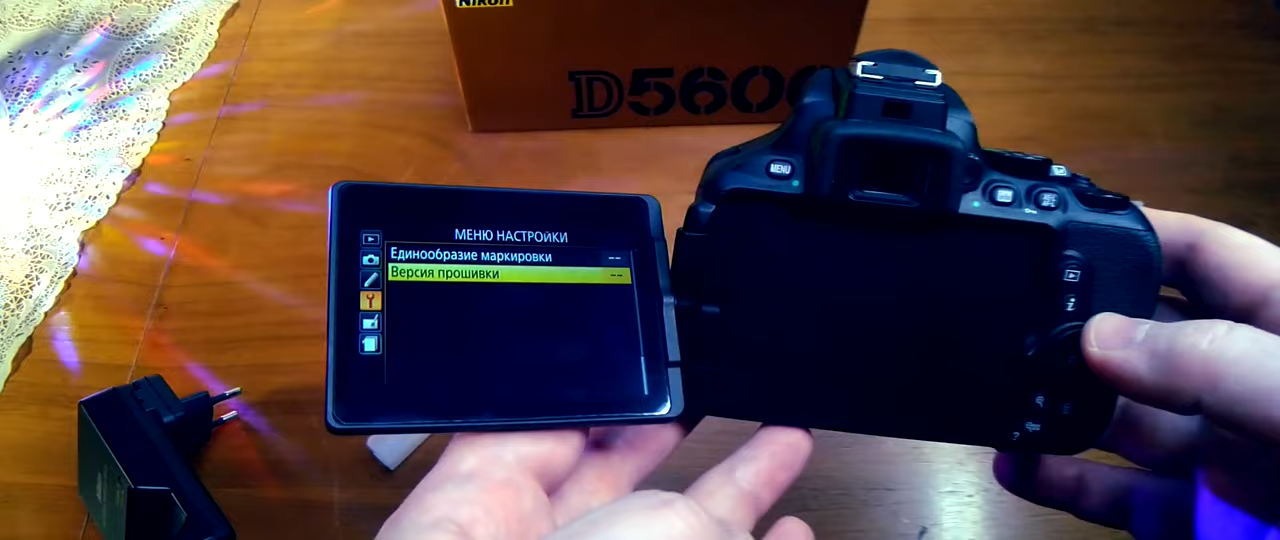 Nikon
D5600
MENU
МЕНЮ НАСТРОЙКИ
Единообразие маркировки --
Версия прошивки --
i
?